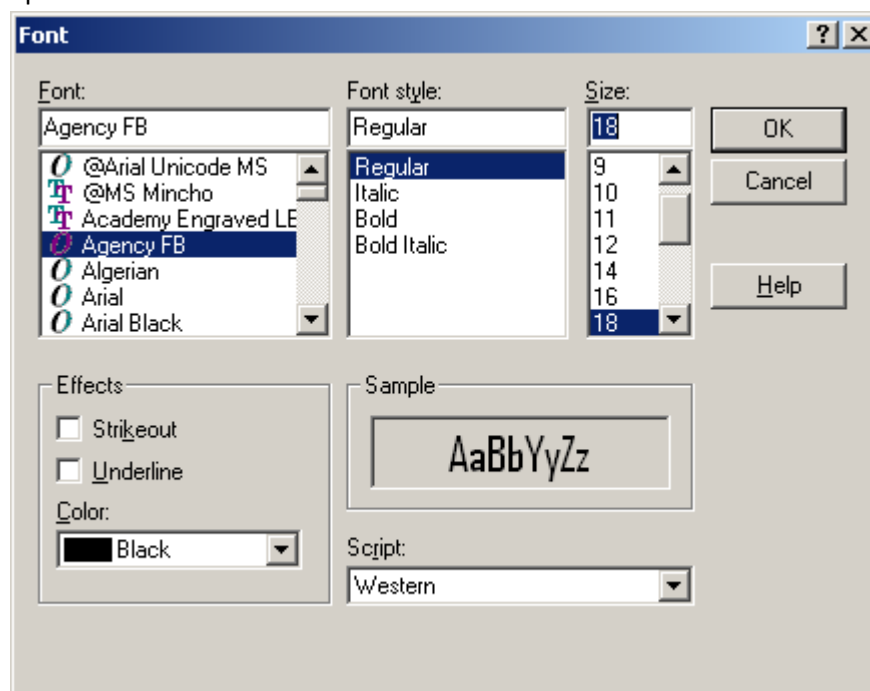 Font
Font:
Font style:
Size:
Agency FB
Regular
18
OK
@Arial Unicode MS
@MS Mincho
Academy Engraved LE
Agency FB
Algerian
Arial
Arial Black
Regular
Italic
Bold
Bold Italic
9
10
11
12
14
16
18
Cancel
Help
Effects
Strikeout
Underline
Color:
Black
Sample
AaBbYyZz
Script:
Western